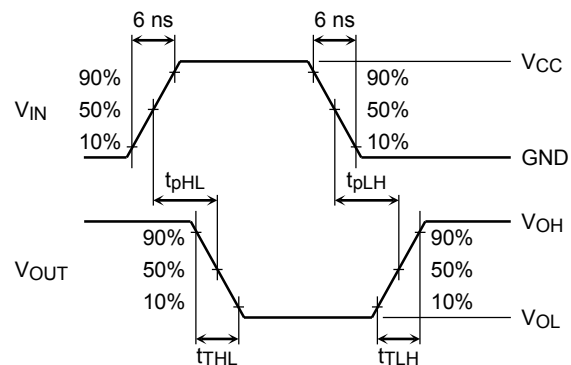 6 ns 6 ns
VCC
90% 90%
VIN 50% 50%
10% 10%
GND
tpHL tpLH
VOH
90% 90%
VOUT 50% 50%
10% 10%
VOL
tTHL tTLH